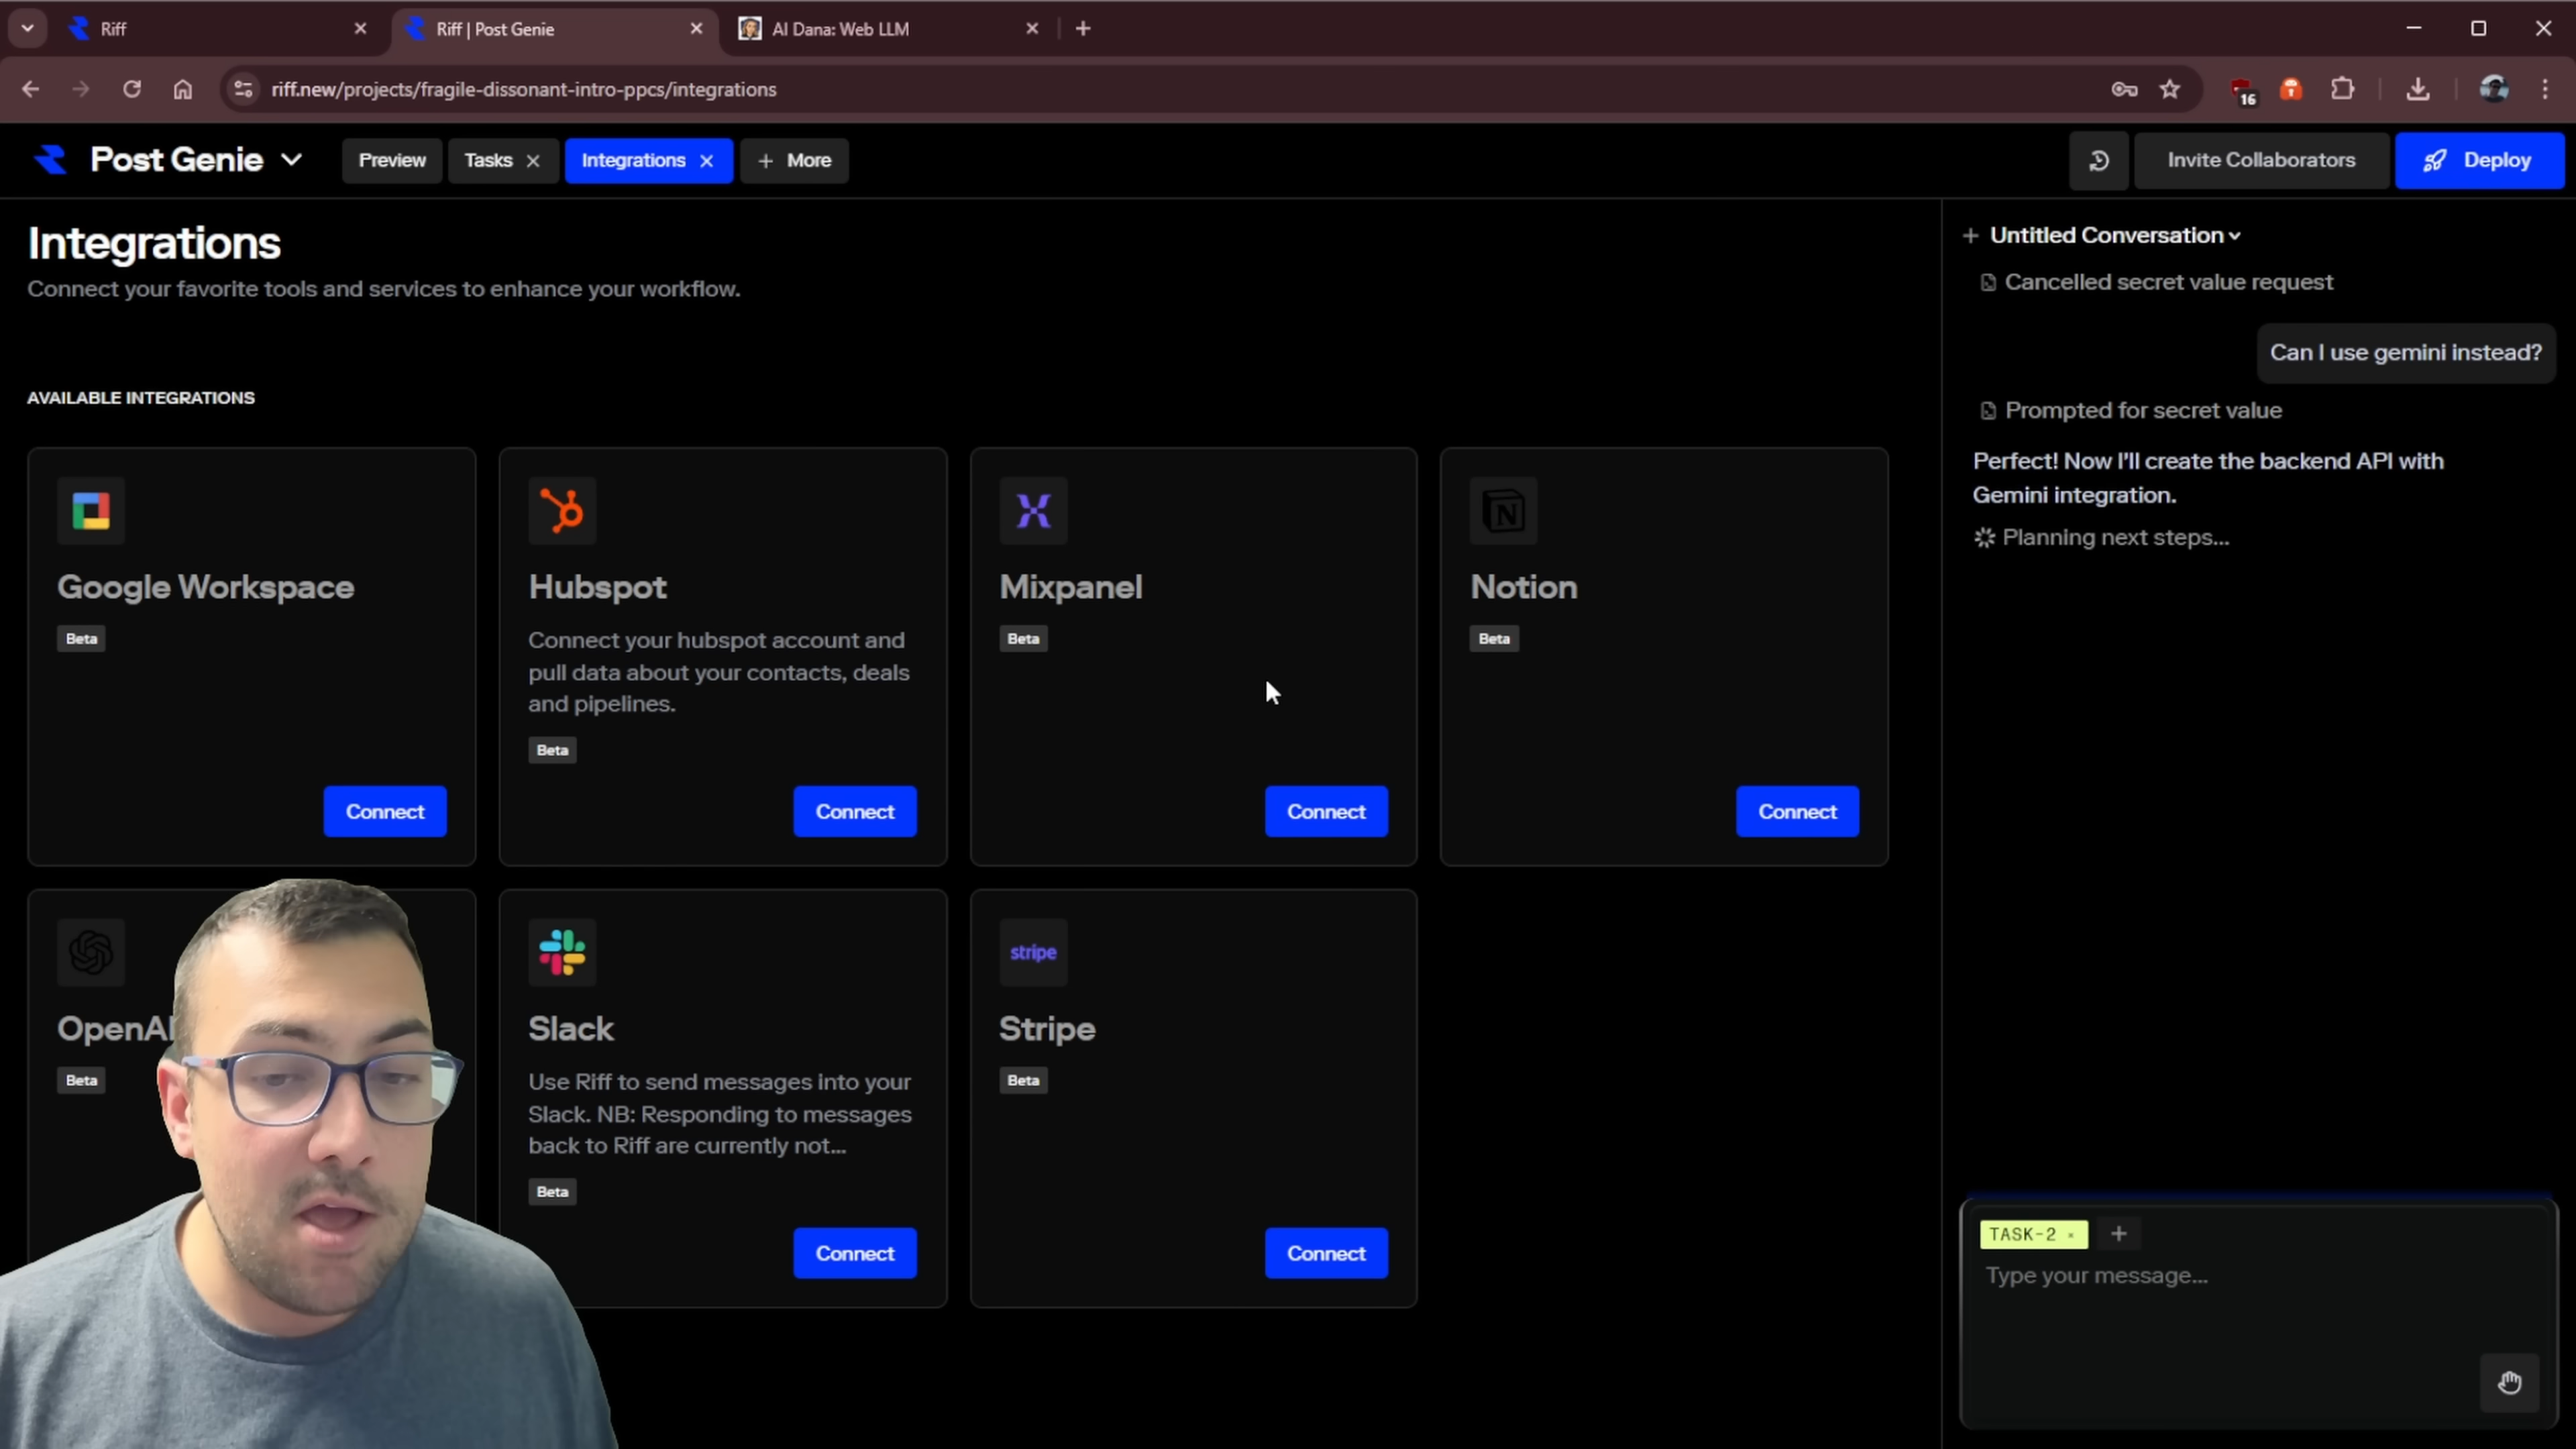 Riff
Riff | Post Genie
AI Dana: Web LLM
riff.new/projects/fragile-dissonant-intro-ppcs/integrations
16
Post Genie
Preview
Tasks
Integrations
More
Invite Collaborators
Deploy
Integrations
Connect your favorite tools and services to enhance your workflow.
AVAILABLE INTEGRATIONS
Google Workspace
Beta
Connect
Hubspot
Connect your hubspot account and
pull data about your contacts, deals
and pipelines.
Beta
Connect
Mixpanel
Beta
Connect
N
Notion
Beta
Connect
OpenAI
Beta
Slack
Use Riff to send messages into your
Slack. NB: Responding to messages
back to Riff are currently not...
Beta
Connect
stripe
Stripe
Beta
Connect
Untitled Conversation
Cancelled secret value request
Can I use gemini instead?
Prompted for secret value
Perfect! Now I'll create the backend API with
Gemini integration.
Planning next steps...
TASK-2
Type your message...